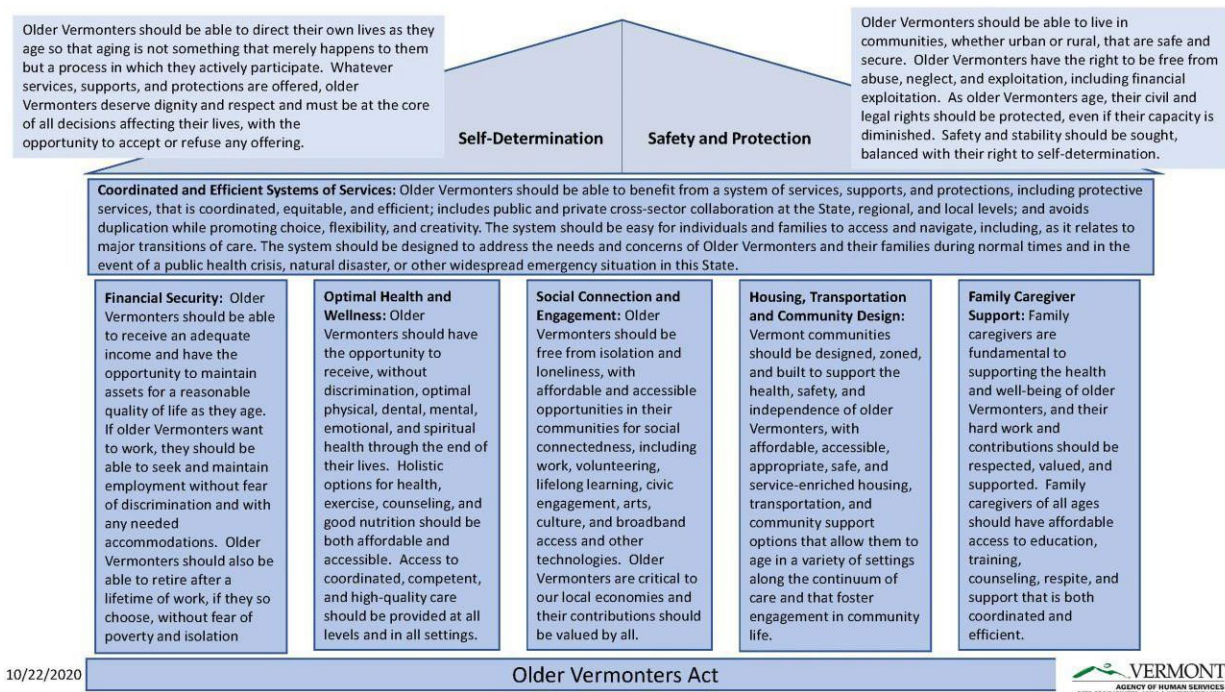 Older Vermonters should be able to direct their own lives as they
age so that aging is not something that merely happens to them
but a process in which they actively participate. Whatever
services, supports, and protections are offered, older
Vermonters deserve dignity and respect and must be at the core
of all decisions affecting their lives, with the
opportunity to accept or refuse any offering.
Older Vermonters should be able to live in
communities, whether urban or rural, that are safe and
secure. Older Vermonters have the right to be free from
abuse, neglect, and exploitation, including financial
exploitation. As older Vermonters age, their civil and
legal rights should be protected, even if their capacity is
diminished. Safety and stability should be sought,
balanced with their right to self-determination.
Self-Determination
Safety and Protection
Coordinated and Efficient Systems of Services: Older Vermonters should be able to benefit from a system of services, supports, and protections, including protective
services, that is coordinated, equitable, and efficient; includes public and private cross-sector collaboration at the State, regional, and local levels; and avoids
duplication while promoting choice, flexibility, and creativity. The system should be easy for individuals and families to access and navigate, including, as it relates to
major transitions of care. The system should be designed to address the needs and concerns of Older Vermonters and their families during normal times and in the
event of a public health crisis, natural disaster, or other widespread emergency situation in this State.
Financial Security: Older
Vermonters should be able
to receive an adequate
income and have the
opportunity to maintain
assets for a reasonable
quality of life as they age.
If older Vermonters want
to work, they should be
able to seek and maintain
employment without fear
of discrimination and with
any needed
accommodations. Older
Vermonters should also be
able to retire after a
lifetime of work, if they so
choose, without fear of
poverty and isolation
Optimal Health and
Wellness: Older
Vermonters should have
the opportunity to
receive, without
discrimination, optimal
physical, dental, mental,
emotional, and spiritual
health through the end of
their lives. Holistic
options for health,
exercise, counseling, and
good nutrition should be
both affordable and
accessible. Access to
coordinated, competent,
and high-quality care
should be provided at all
levels and in all settings.
Social Connection and
Engagement: Older
Vermonters should be
free from isolation and
loneliness, with
affordable and accessible
opportunities in their
communities for social
connectedness, including
work, volunteering,
lifelong learning, civic
engagement, arts,
culture, and broadband
access and other
technologies. Older
Vermonters are critical to
our local economies and
their contributions should
be valued by all.
Housing, Transportation
and Community Design:
Vermont communities
should be designed, zoned,
and built to support the
health, safety, and
independence of older
Vermonters, with
affordable, accessible,
appropriate, safe, and
service-enriched housing,
transportation, and
community support
options that allow them to
age in a variety of settings
along the continuum of
care and that foster
engagement in community
life.
Family Caregiver
Support: Family
caregivers are
fundamental to
supporting the health
and well-being of older
Vermonters, and their
hard work and
contributions should be
respected, valued, and
supported. Family
caregivers of all ages
should have affordable
access to education,
training,
counseling, respite, and
support that is both
coordinated and
efficient.
10/22/2020
Older Vermonters Act
VERMONT
AGENCY OF HUMAN SERVICES